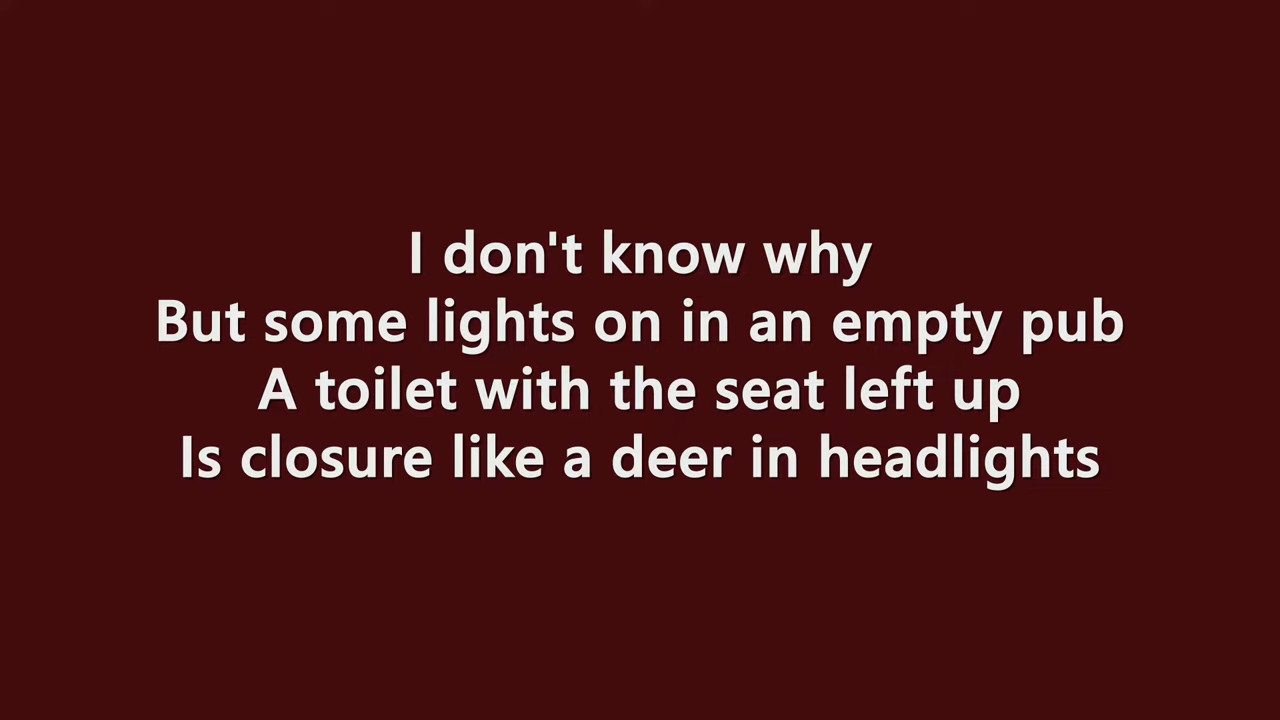 I don't know why
But some lights on in an empty pub
A toilet with the seat left up
Is closure like a deer in headlights